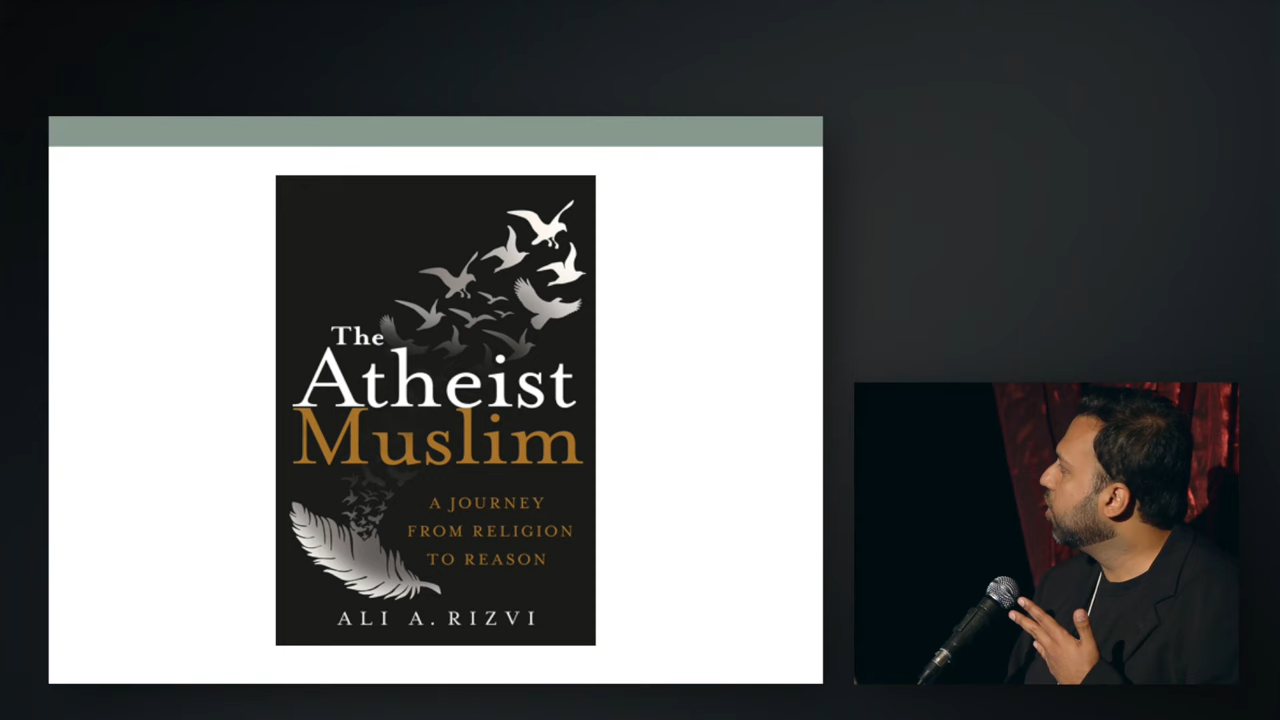 The
Atheist
Muslim
A JOURNEY
FROM RELIGION
TO REASON
ALI A. RIZVI